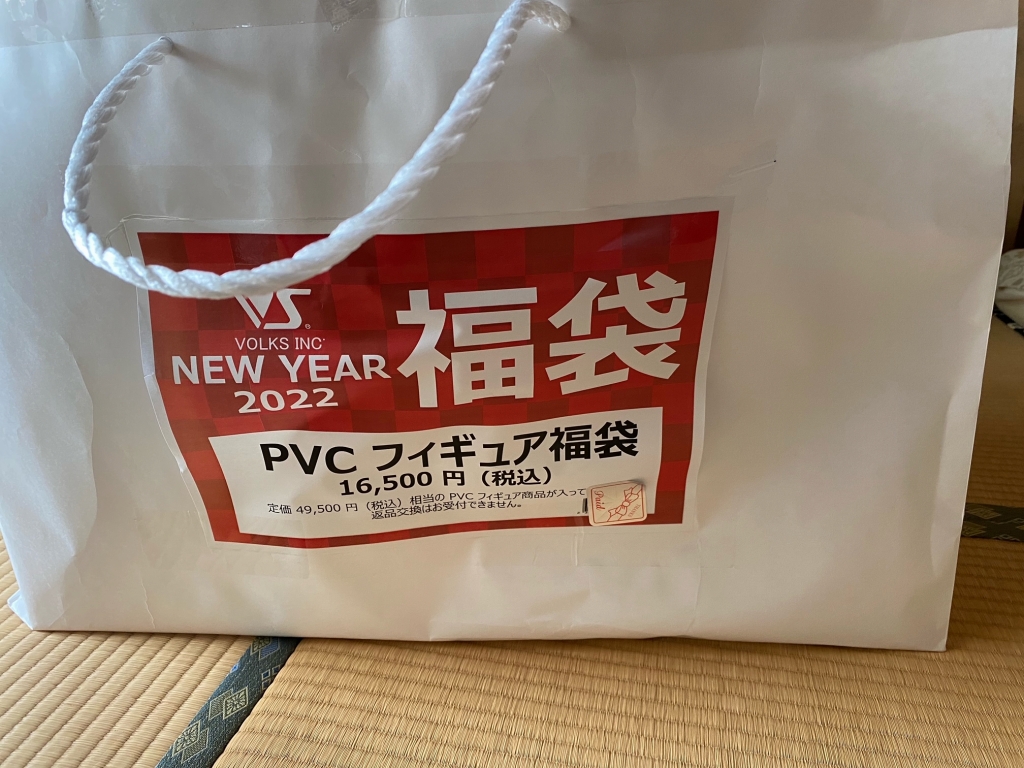 VS
VOLKS INC
NEW YEAR
2022
福袋
PVC フィギュア福袋
16,500 円（税込）
定価 49,500 円（税込）相当の PVC フィギュア商品が入って
返品交換はお受付できません。
Paid